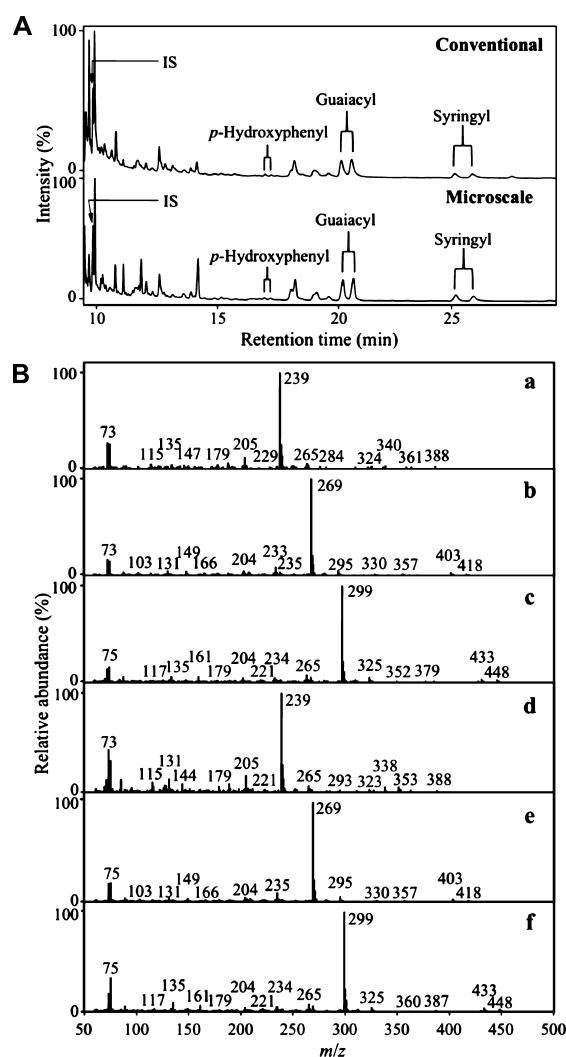 A
100
Conventional
IS
Guaiacyl
Syringyl
p-Hydroxyphenyl
0
100
Microscale
IS
Guaiacyl
Syringyl
p-Hydroxyphenyl
0
Intensity (%)
10 15 20 25
Retention time (min)
B
100
a
239
73
115 135 147 179 205 229 265 284 324 340 361 388
0
100
b
269
73
103 131 149 166 204 233 235 295 330 357 403 418
0
100
c
299
75
117 135 161 179 204 221 234 265 325 352 379 433 448
0
100
d
239
73
115 131 144 179 205 221 265 293 323 338 353 388
0
100
e
269
75
103 131 149 166 204 235 295 330 357 403 418
0
100
f
299
75
117 135 161 179 204 221 234 265 325 360 387 433 448
0
Relative abundance (%)
50 100 150 200 250 300 350 400 450 500
m/z